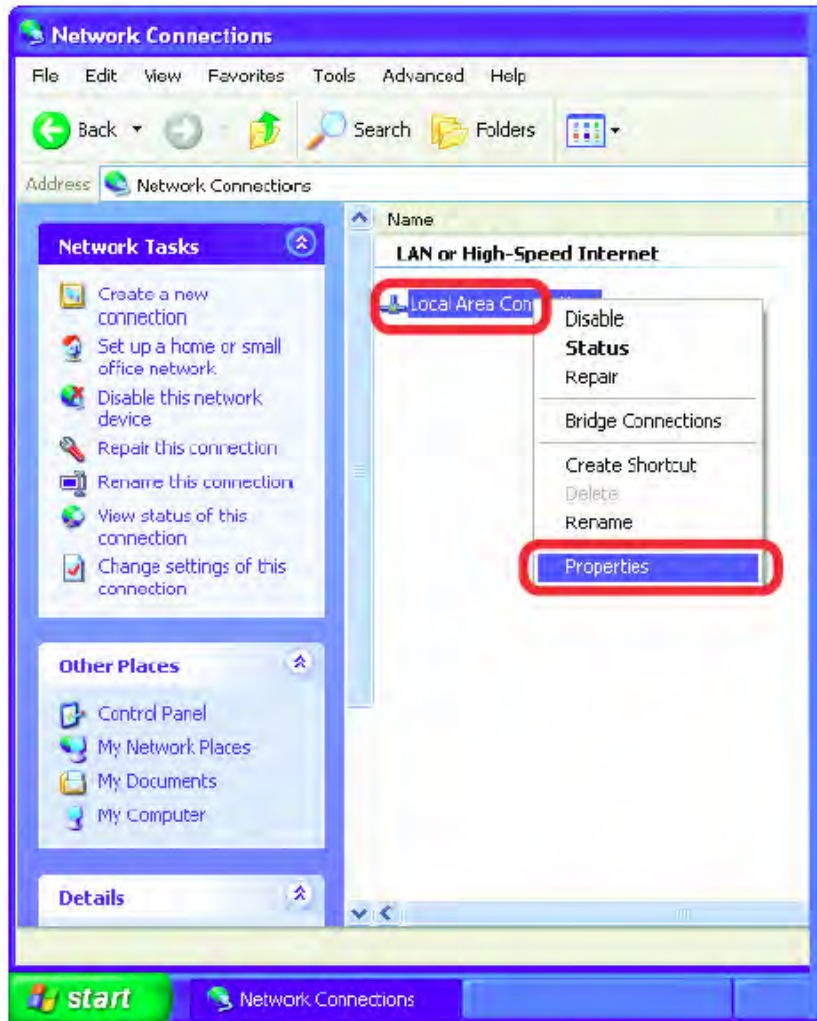 Network Connections
File Edit View Favorites Tools Advanced Help
Back Search Folders
Address Network Connections
Network Tasks
Create a new
connection
Set up a home or small
office network
Disable this network
device
Repair this connection
Rename this connection
View status of this
connection
Change settings of this
connection
Other Places
Control Panel
My Network Places
My Documents
My Computer
Details
Name
LAN or High-Speed Internet
Local Area Con
Disable
Status
Repair
Bridge Connections
Create Shortcut
Delete
Rename
Properties
start Network Connections